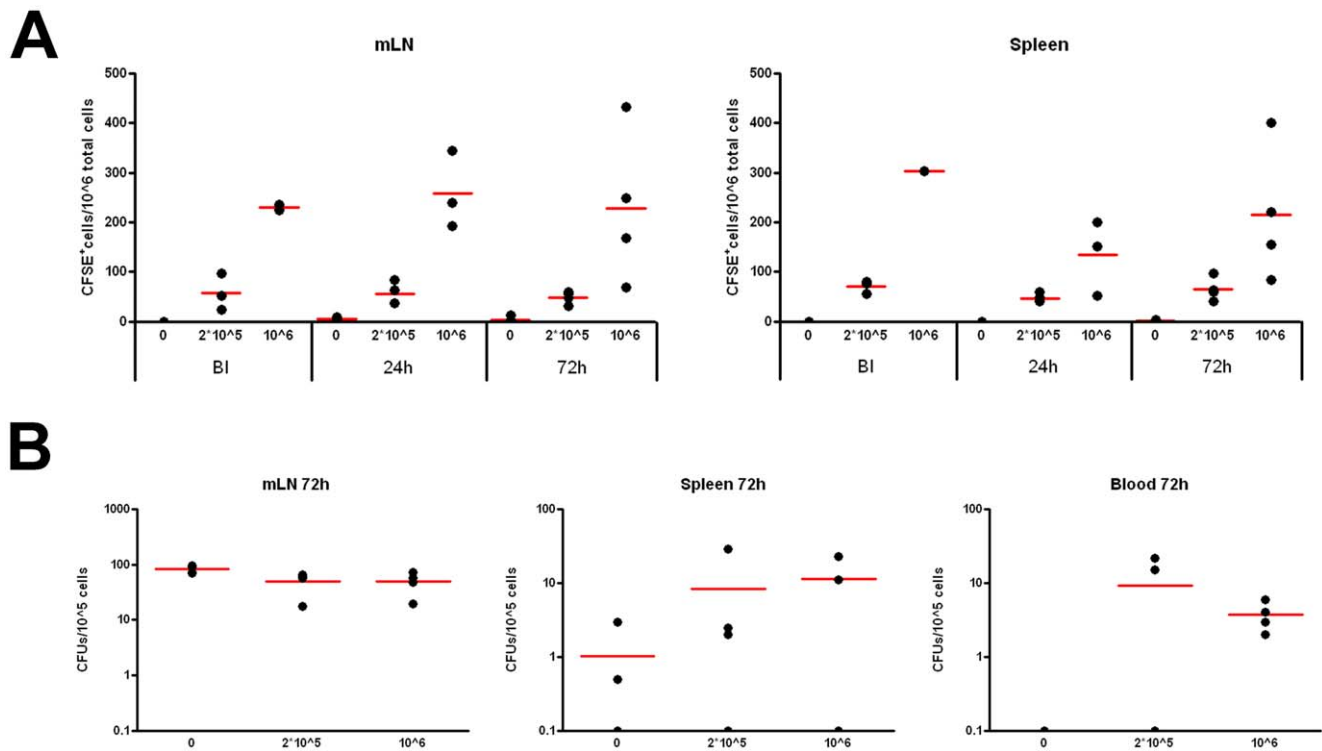 A
mLN
CFSE+cells/10^6 total cells
500
400
300
200
100
0
0 2*10^5 10^6 0 2*10^5 10^6 0 2*10^5 10^6
BI 24h 72h
Spleen
CFSE+cells/10^6 total cells
500
400
300
200
100
0
0 2*10^5 10^6 0 2*10^5 10^6 0 2*10^5 10^6
BI 24h 72h
B
mLN 72h
CFUs/10^5 cells
1000
100
10
1
0.1
0 2*10^5 10^6
Spleen 72h
CFUs/10^5 cells
100
10
1
0.1
0 2*10^5 10^6
Blood 72h
CFUs/10^5 cells
100
10
1
0.1
0 2*10^5 10^6